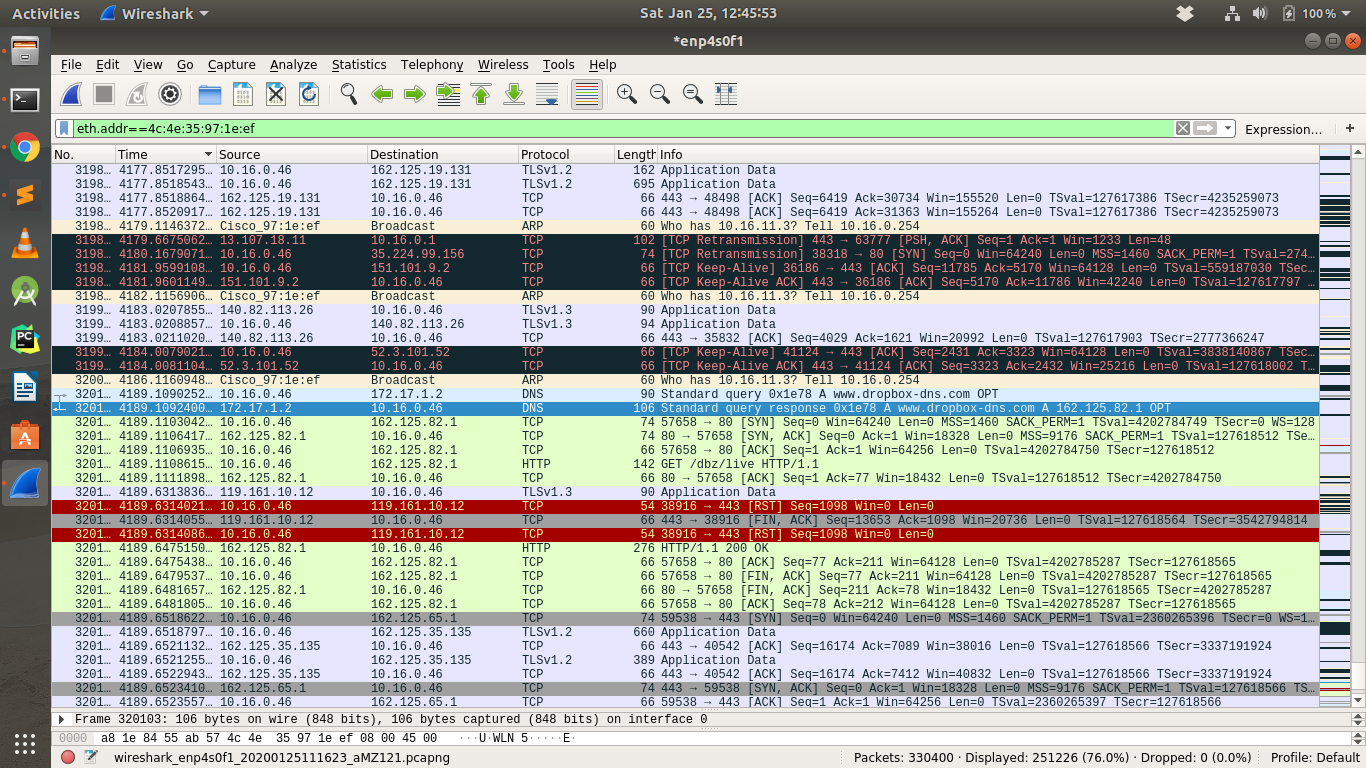 Activities Wireshark Sat Jan 25, 12:45:53 100%
*enp4s0f1
File Edit View Go Capture Analyze Statistics Telephony Wireless Tools Help
eth.addr==4c:4e:35:97:1e:ef Expression… +
No. Time Source Destination Protocol Length Info
3198… 4177.8517295… 10.16.0.46 162.125.19.131 TLSv1.2 162 Application Data
3198… 4177.8518543… 10.16.0.46 162.125.19.131 TLSv1.2 695 Application Data
3198… 4177.8518864… 162.125.19.131 10.16.0.46 TCP 66 443 → 48498 [ACK] Seq=6419 Ack=30734 Win=155520 Len=0 TSval=127617386 TSecr=4235259073
3198… 4177.8520917… 162.125.19.131 10.16.0.46 TCP 66 443 → 48498 [ACK] Seq=6419 Ack=31363 Win=155264 Len=0 TSval=127617386 TSecr=4235259073
3198… 4179.1146372… Cisco_97:1e:ef Broadcast ARP 60 Who has 10.16.11.3? Tell 10.16.0.254
3198… 4179.6675062… 13.107.18.11 10.16.0.1 TCP 102 [TCP Retransmission] 443 → 63777 [PSH, ACK] Seq=1 Ack=1 Win=1233 Len=48
3198… 4180.1679071… 10.16.0.46 35.224.99.156 TCP 74 [TCP Retransmission] 38318 → 80 [SYN] Seq=0 Win=64240 Len=0 MSS=1460 SACK_PERM=1 TSval=274…
3198… 4181.9599108… 10.16.0.46 151.101.9.2 TCP 66 [TCP Keep-Alive] 36186 → 443 [ACK] Seq=11785 Ack=5170 Win=64128 Len=0 TSval=559187030 TSec…
3198… 4181.9601149… 151.101.9.2 10.16.0.46 TCP 66 [TCP Keep-Alive ACK] 443 → 36186 [ACK] Seq=5170 Ack=11786 Win=42240 Len=0 TSval=127617797 …
3198… 4182.1156906… Cisco_97:1e:ef Broadcast ARP 60 Who has 10.16.11.3? Tell 10.16.0.254
3199… 4183.0207855… 140.82.113.26 10.16.0.46 TLSv1.3 90 Application Data
3199… 4183.0208857… 10.16.0.46 140.82.113.26 TLSv1.3 94 Application Data
3199… 4183.0211020… 140.82.113.26 10.16.0.46 TCP 66 443 → 35832 [ACK] Seq=4029 Ack=1621 Win=20992 Len=0 TSval=127617903 TSecr=2777366247
3199… 4184.0079021… 10.16.0.46 52.3.101.52 TCP 66 [TCP Keep-Alive] 41124 → 443 [ACK] Seq=2431 Ack=3323 Win=64128 Len=0 TSval=3838140867 TSec…
3199… 4184.0081104… 52.3.101.52 10.16.0.46 TCP 66 [TCP Keep-Alive ACK] 443 → 41124 [ACK] Seq=3323 Ack=2432 Win=25216 Len=0 TSval=127618002 T…
3200… 4186.1160948… Cisco_97:1e:ef Broadcast ARP 60 Who has 10.16.11.3? Tell 10.16.0.254
3201… 4189.1090252… 10.16.0.46 172.17.1.2 DNS 90 Standard query 0x1e78 A www.dropbox-dns.com OPT
3201… 4189.1092400… 172.17.1.2 10.16.0.46 DNS 106 Standard query response 0x1e78 A www.dropbox-dns.com A 162.125.82.1 OPT
3201… 4189.1103042… 10.16.0.46 162.125.82.1 TCP 74 57658 → 80 [SYN] Seq=0 Win=64240 Len=0 MSS=1460 SACK_PERM=1 TSval=4202784749 TSecr=0 WS=128
3201… 4189.1106417… 162.125.82.1 10.16.0.46 TCP 74 80 → 57658 [SYN, ACK] Seq=0 Ack=1 Win=18328 Len=0 MSS=9176 SACK_PERM=1 TSval=127618512 TSe…
3201… 4189.1106935… 10.16.0.46 162.125.82.1 TCP 66 57658 → 80 [ACK] Seq=1 Ack=1 Win=64256 Len=0 TSval=4202784750 TSecr=127618512
3201… 4189.1108615… 10.16.0.46 162.125.82.1 HTTP 142 GET /dbz/live HTTP/1.1
3201… 4189.1111898… 162.125.82.1 10.16.0.46 TCP 66 80 → 57658 [ACK] Seq=1 Ack=77 Win=18432 Len=0 TSval=127618512 TSecr=4202784750
3201… 4189.6313836… 119.161.10.12 10.16.0.46 TLSv1.3 90 Application Data
3201… 4189.6314021… 10.16.0.46 119.161.10.12 TCP 54 38916 → 443 [RST] Seq=1098 Win=0 Len=0
3201… 4189.6314055… 119.161.10.12 10.16.0.46 TCP 66 443 → 38916 [FIN, ACK] Seq=13653 Ack=1098 Win=20736 Len=0 TSval=127618564 TSecr=3542794814
3201… 4189.6314086… 10.16.0.46 119.161.10.12 TCP 54 38916 → 443 [RST] Seq=1098 Win=0 Len=0
3201… 4189.6475150… 162.125.82.1 10.16.0.46 HTTP 276 HTTP/1.1 200 OK
3201… 4189.6475438… 10.16.0.46 162.125.82.1 TCP 66 57658 → 80 [ACK] Seq=77 Ack=211 Win=64128 Len=0 TSval=4202785287 TSecr=127618565
3201… 4189.6479537… 10.16.0.46 162.125.82.1 TCP 66 57658 → 80 [FIN, ACK] Seq=77 Ack=211 Win=64128 Len=0 TSval=4202785287 TSecr=127618565
3201… 4189.6481657… 162.125.82.1 10.16.0.46 TCP 66 80 → 57658 [FIN, ACK] Seq=211 Ack=78 Win=18432 Len=0 TSval=127618565 TSecr=4202785287
3201… 4189.6481805… 10.16.0.46 162.125.82.1 TCP 66 57658 → 80 [ACK] Seq=78 Ack=212 Win=64128 Len=0 TSval=4202785287 TSecr=127618565
3201… 4189.6518622… 10.16.0.46 162.125.65.1 TCP 74 59538 → 443 [SYN] Seq=0 Win=64240 Len=0 MSS=1460 SACK_PERM=1 TSval=2360265396 TSecr=0 WS=1…
3201… 4189.6518797… 10.16.0.46 162.125.35.135 TLSv1.2 660 Application Data
3201… 4189.6521132… 162.125.35.135 10.16.0.46 TCP 66 443 → 40542 [ACK] Seq=16174 Ack=7089 Win=38016 Len=0 TSval=127618566 TSecr=3337191924
3201… 4189.6521255… 10.16.0.46 162.125.35.135 TLSv1.2 389 Application Data
3201… 4189.6522943… 162.125.35.135 10.16.0.46 TCP 66 443 → 40542 [ACK] Seq=16174 Ack=7412 Win=40832 Len=0 TSval=127618566 TSecr=3337191924
3201… 4189.6523410… 162.125.65.1 10.16.0.46 TCP 74 443 → 59538 [SYN, ACK] Seq=0 Ack=1 Win=18328 Len=0 MSS=9176 SACK_PERM=1 TSval=127618566 TS…
3201… 4189.6523557… 10.16.0.46 162.125.65.1 TCP 66 59538 → 443 [ACK] Seq=1 Ack=1 Win=64256 Len=0 TSval=2360265397 TSecr=127618566
Frame 320103: 106 bytes on wire (848 bits), 106 bytes captured (848 bits) on interface 0
0000 a8 1e 84 55 ab 57 4c 4e 35 97 1e ef 08 00 45 00 ···U·WLN 5·····E·
wireshark_enp4s0f1_20200125111623_aMZ121.pcapng Packets: 330400 · Displayed: 251226 (76.0%) · Dropped: 0 (0.0%) Profile: Default